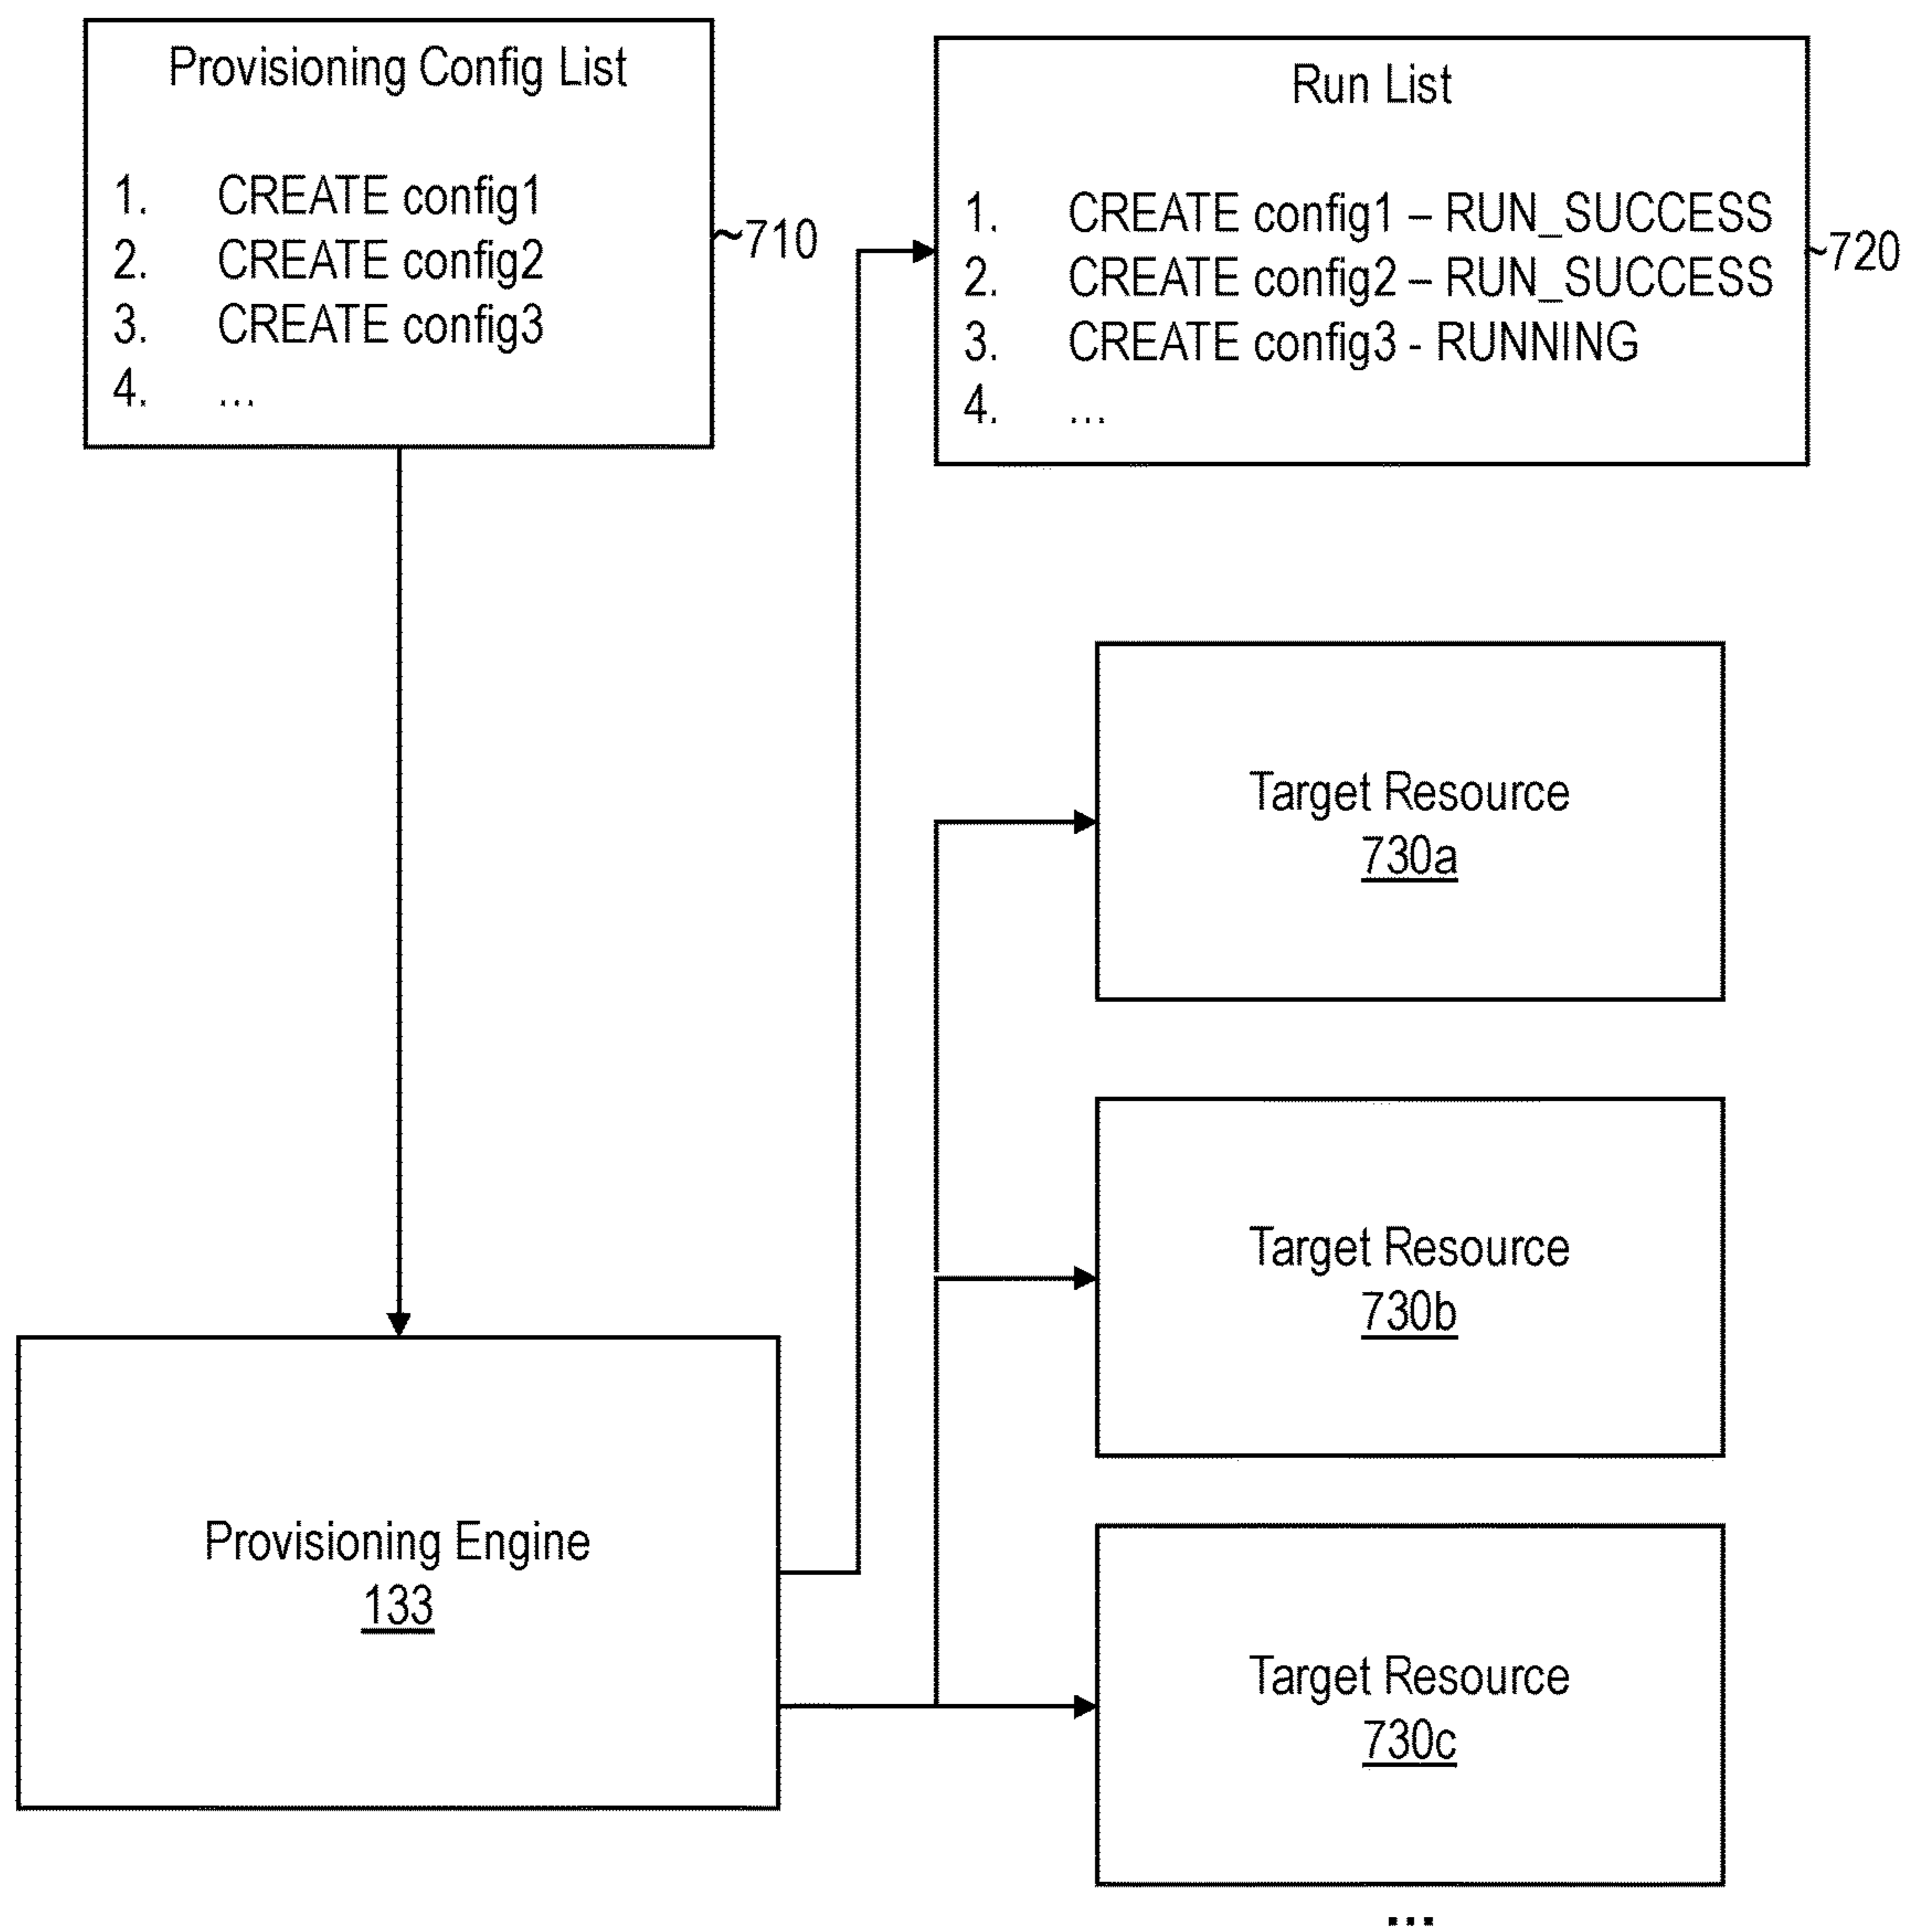 Provisioning Config List
1. CREATE config1
2. CREATE config2
3. CREATE config3
4. ...
~710
Run List
1. CREATE config1 – RUN_SUCCESS
2. CREATE config2 – RUN_SUCCESS
3. CREATE config3 - RUNNING
4. ...
~720
Target Resource
730a
Target Resource
730b
Provisioning Engine
133
Target Resource
730c
...